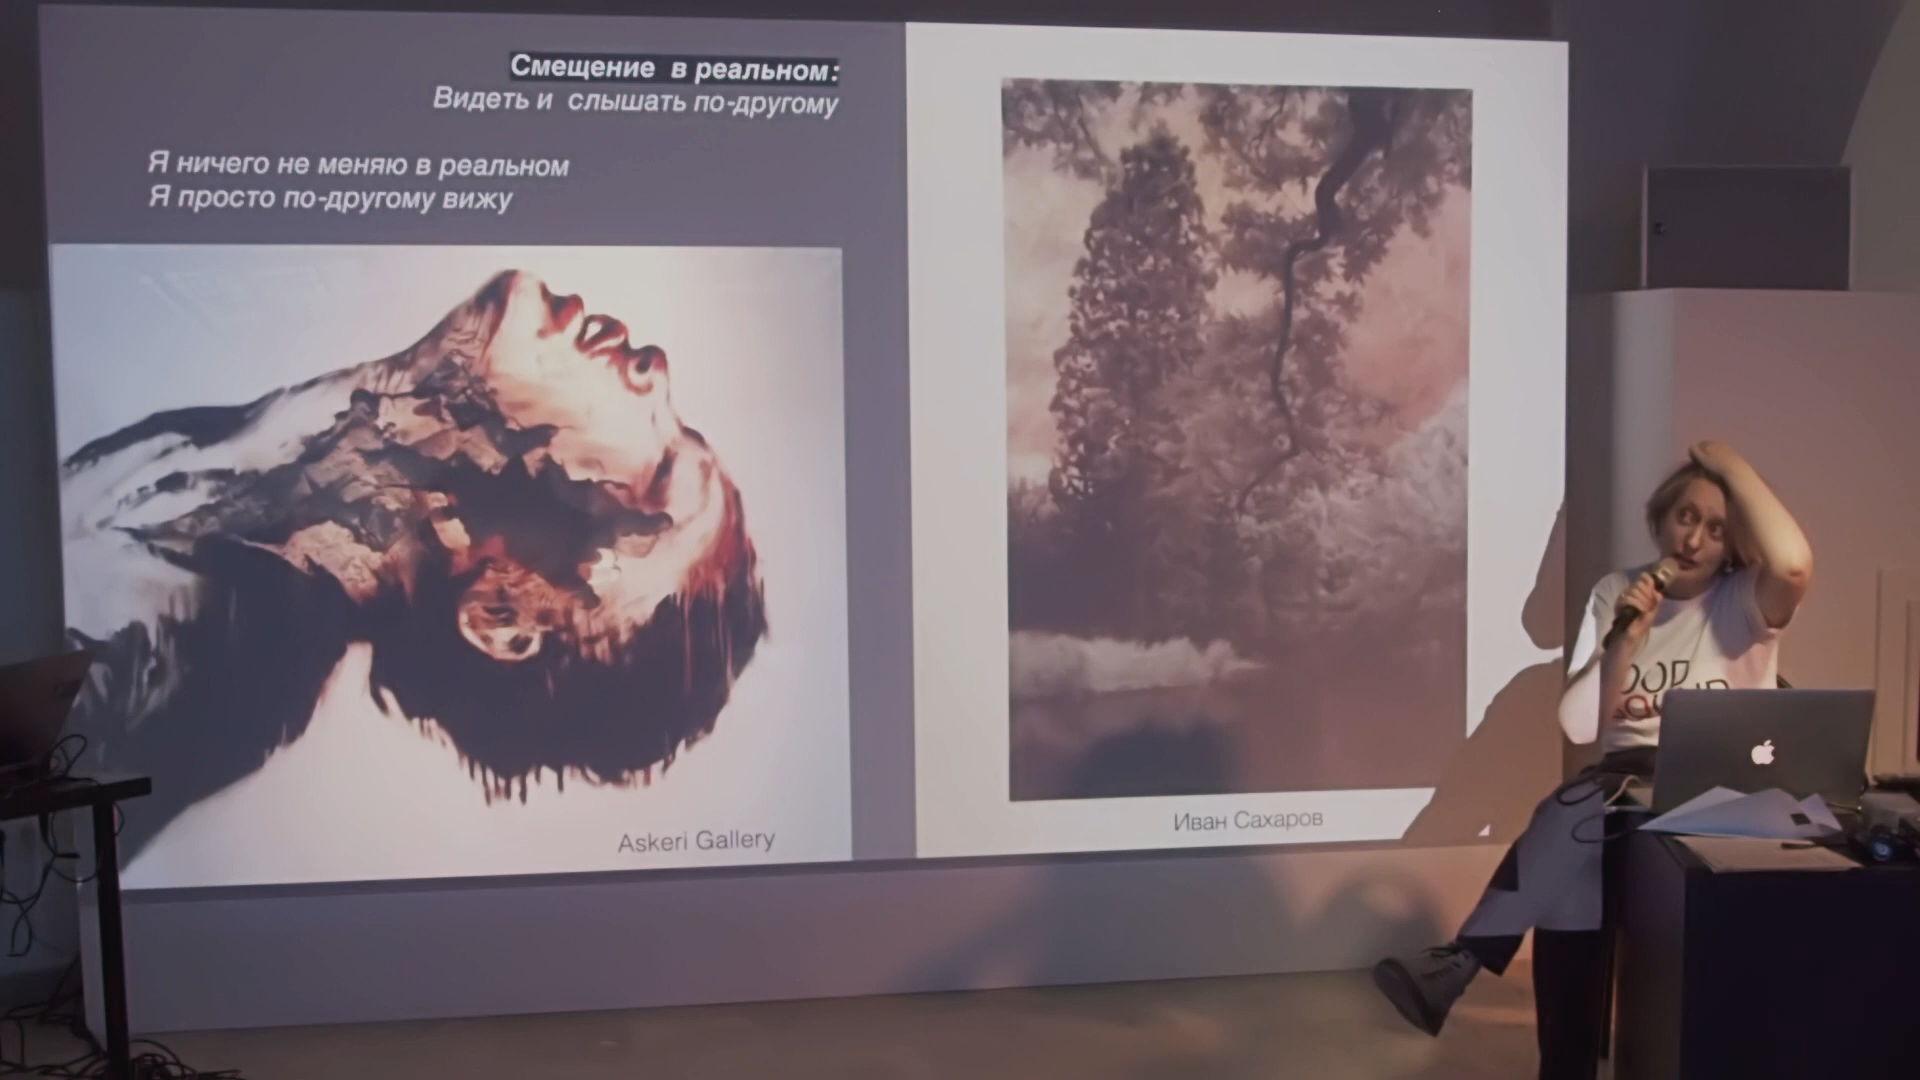 Смещение в реальном:
Видеть и слышать по-другому
Я ничего не меняю в реальном
Я просто по-другому вижу
Askeri Gallery
Иван Сахаров